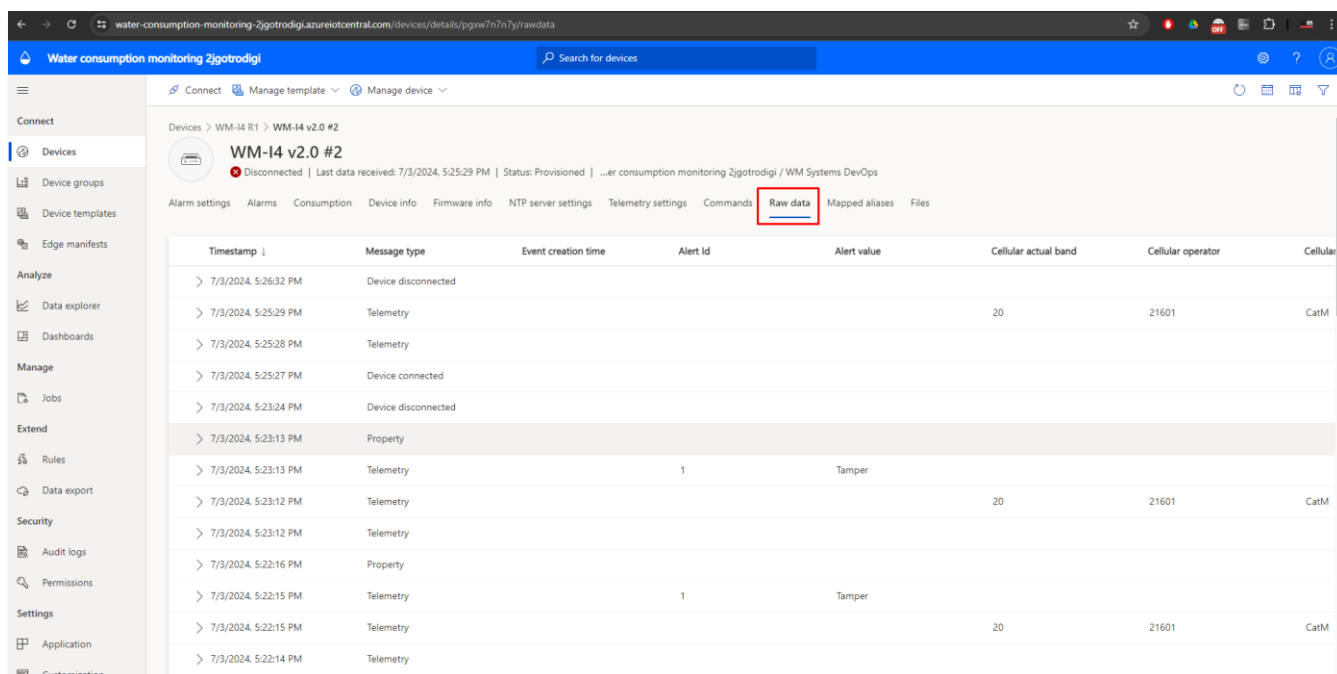 water-consumption-monitoring-2jgotrodigi.azureiotcentral.com/devices/details/pgxw7n7n7y/rawdata
OFF
Water consumption monitoring 2jgotrodigi
Search for devices
Connect Manage template Manage device
Connect
Devices
Device groups
Device templates
Edge manifests
Analyze
Data explorer
Dashboards
Manage
Jobs
Extend
Rules
Data export
Security
Audit logs
Permissions
Settings
Application
Customization
Devices > WM-I4 R1 > WM-I4 v2.0 #2
WM-I4 v2.0 #2
Disconnected | Last data received: 7/3/2024, 5:25:29 PM | Status: Provisioned | ...er consumption monitoring 2jgotrodigi / WM Systems DevOps
Alarm settings Alarms Consumption Device info Firmware info NTP server settings Telemetry settings Commands Raw data Mapped aliases Files
Timestamp ↓ Message type Event creation time Alert Id Alert value Cellular actual band Cellular operator Cellular
7/3/2024, 5:26:32 PM Device disconnected
7/3/2024, 5:25:29 PM Telemetry 20 21601 CatM
7/3/2024, 5:25:28 PM Telemetry
7/3/2024, 5:25:27 PM Device connected
7/3/2024, 5:23:24 PM Device disconnected
7/3/2024, 5:23:13 PM Property
7/3/2024, 5:23:13 PM Telemetry 1 Tamper
7/3/2024, 5:23:12 PM Telemetry 20 21601 CatM
7/3/2024, 5:23:12 PM Telemetry
7/3/2024, 5:22:16 PM Property
7/3/2024, 5:22:15 PM Telemetry 1 Tamper
7/3/2024, 5:22:15 PM Telemetry 20 21601 CatM
7/3/2024, 5:22:14 PM Telemetry